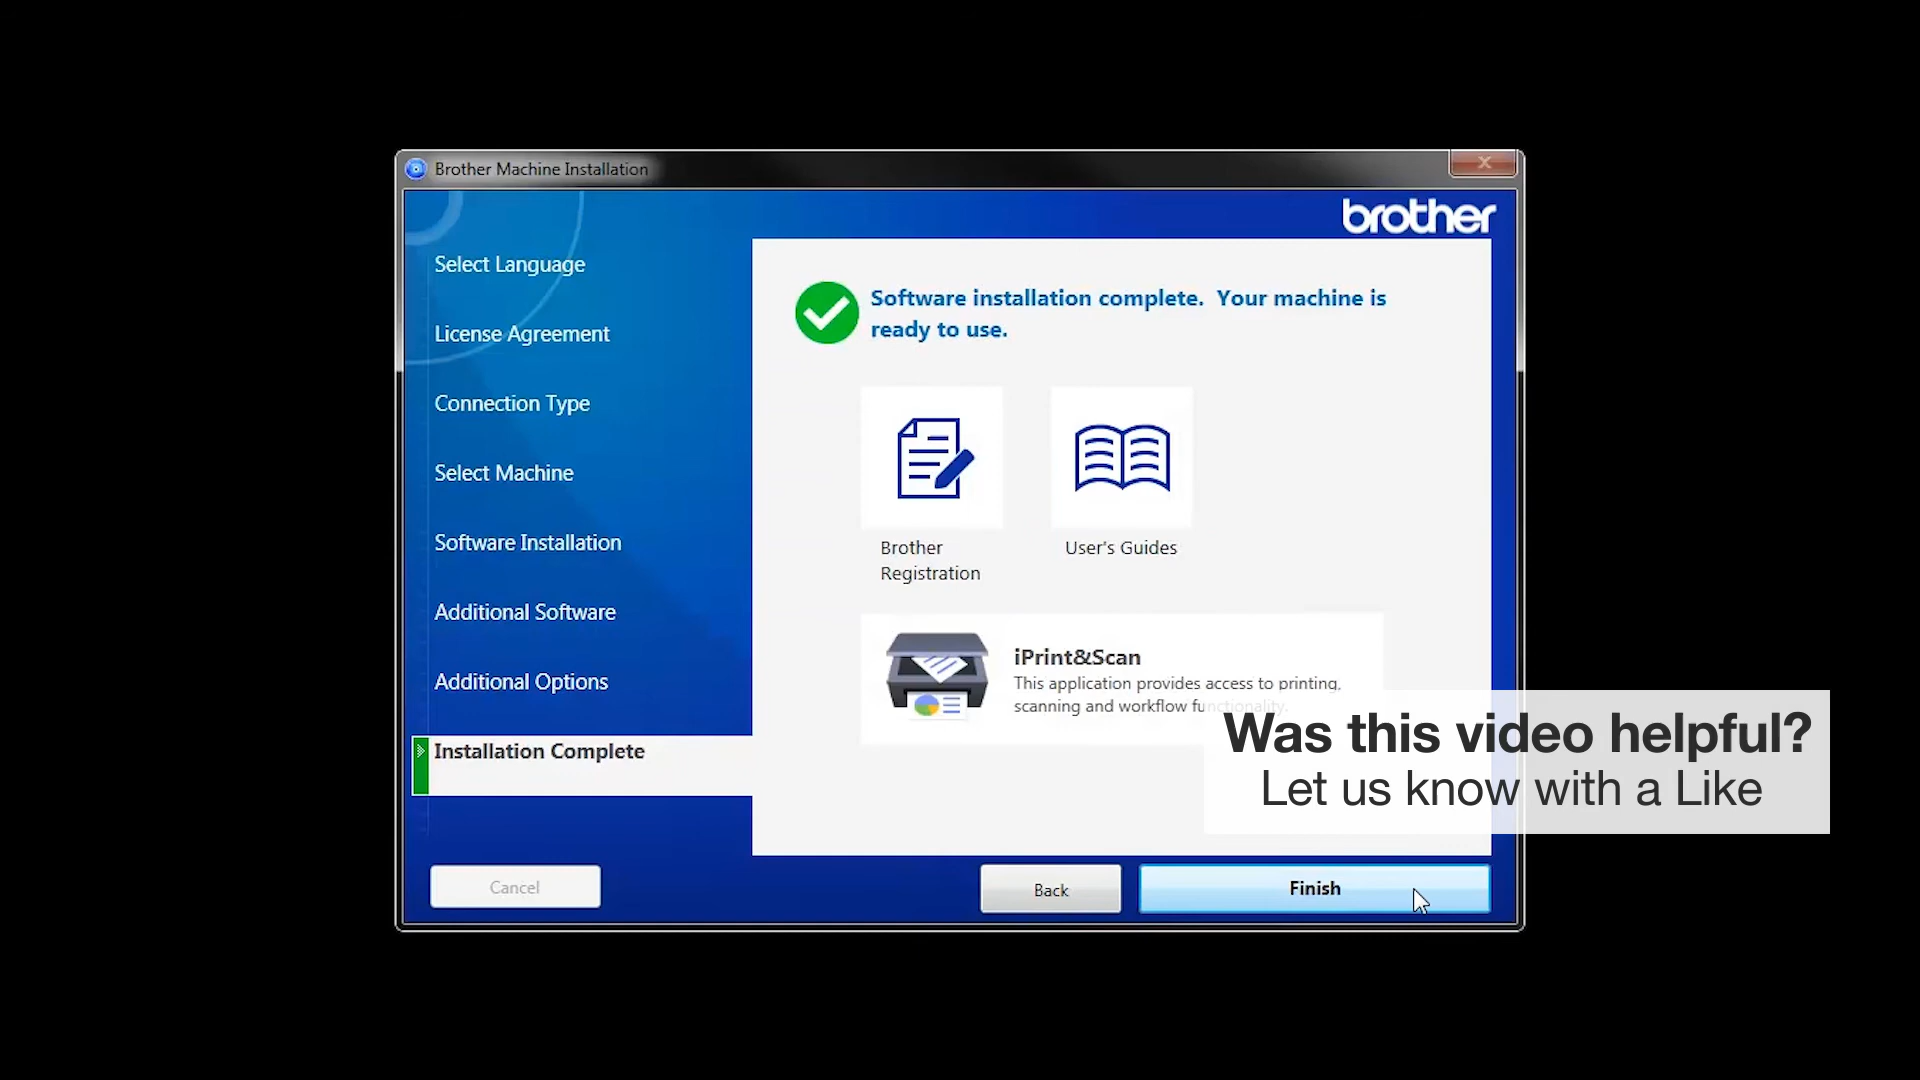 Brother Machine Installation
brother
Select Language
License Agreement
Connection Type
Select Machine
Software Installation
Additional Software
Additional Options
Installation Complete
Software installation complete. Your machine is
ready to use.
Brother
Registration
User's Guides
iPrint&Scan
This application provides access to printing,
scanning and workflow functionality.
Was this video helpful?
Let us know with a Like
Cancel
Back
Finish